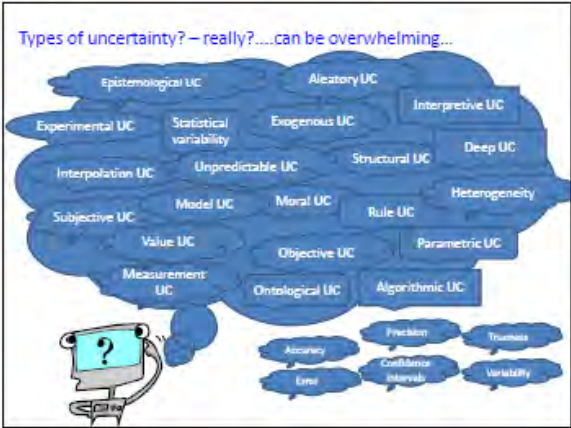 Types of uncertainty? – really?....can be overwhelming...
Epistemological UC
Aleatory UC
Interpretive UC
Experimental UC
Statistical
variability
Exogenous UC
Deep UC
Interpolation UC
Unpredictable UC
Structural UC
Heterogeneity
Subjective UC
Model UC
Moral UC
Rule UC
Value UC
Objective UC
Parametric UC
Measurement
UC
Ontological UC
Algorithmic UC
?
Accuracy
Precision
Trueness
Error
Confidence
intervals
Variability